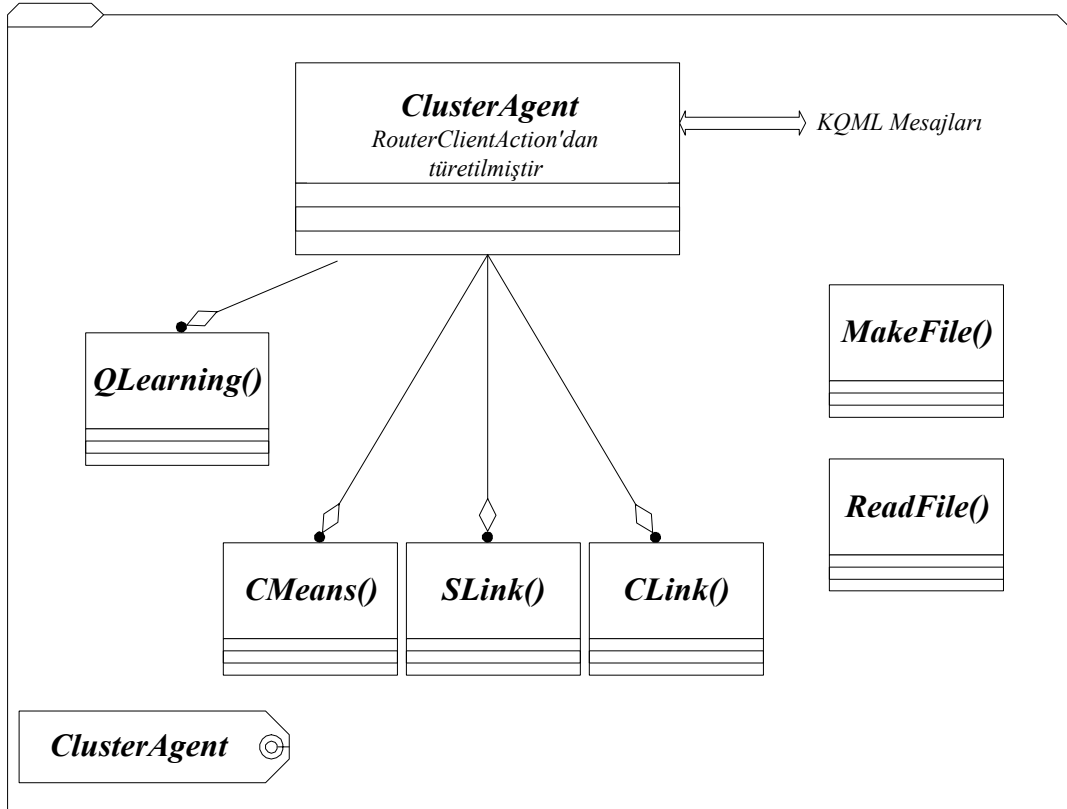 ClusterAgent
RouterClientAction'dan
türetilmiştir
KQML Mesajları
QLearning()
MakeFile()
ReadFile()
CMeans()
SLink()
CLink()
ClusterAgent